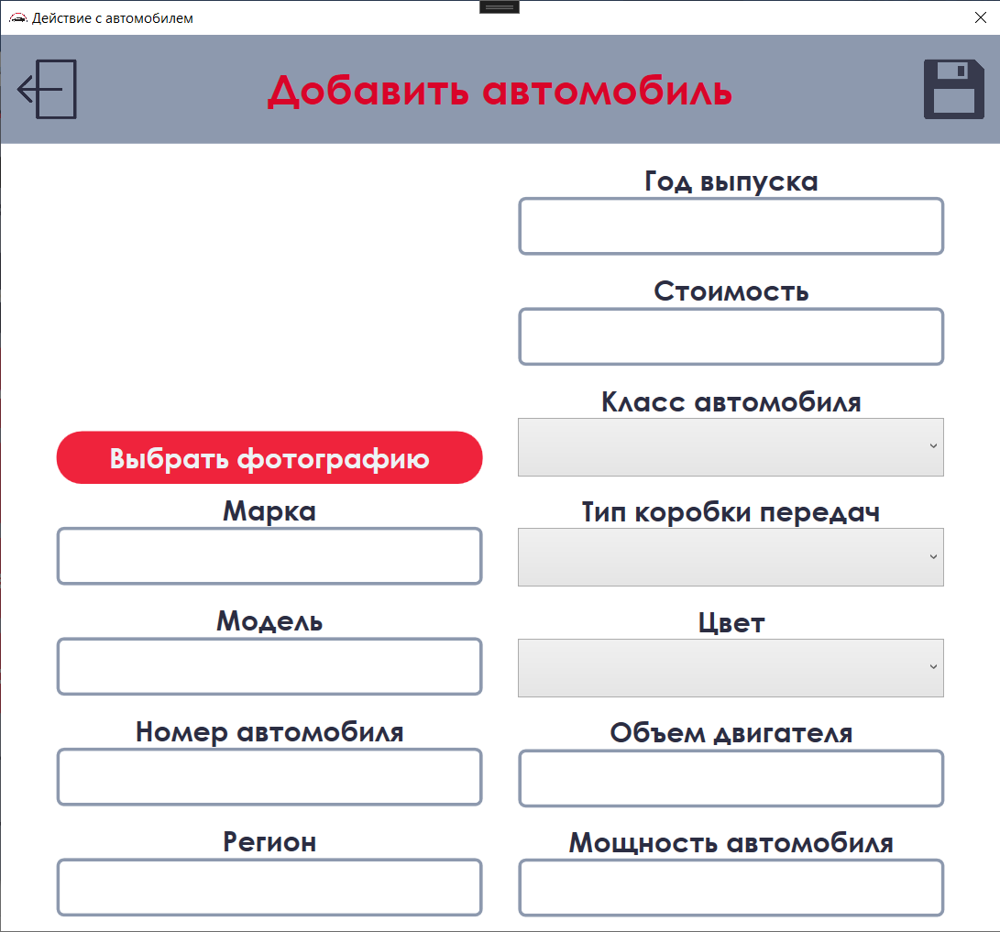 Действие с автомобилем
Добавить автомобиль
Выбрать фотографию
Марка
Модель
Номер автомобиля
Регион
Год выпуска
Стоимость
Класс автомобиля
Тип коробки передач
Цвет
Объем двигателя
Мощность автомобиля